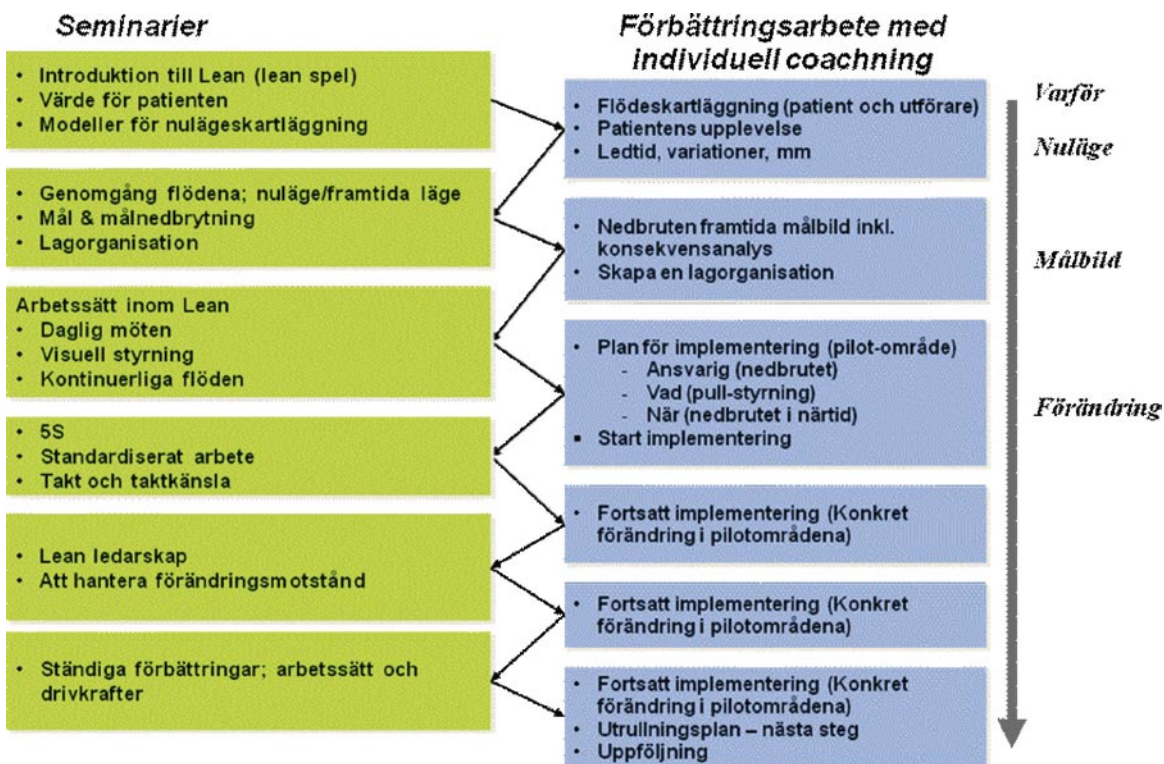 Seminarier
• Introduktion till Lean (lean spel)
• Värde för patienten
• Modeller för nulägeskartläggning
• Genomgång flödena; nuläge/framtida läge
• Mål & målnedbrytning
• Lagorganisation
Arbetssätt inom Lean
• Daglig möten
• Visuell styrning
• Kontinuerliga flöden
• 5S
• Standardiserat arbete
• Takt och taktkänsla
• Lean ledarskap
• Att hantera förändringsmotstånd
• Ständiga förbättringar; arbetssätt och
drivkrafter
Förbättringsarbete med
individuell coachning
• Flödeskartläggning (patient och utförare)
• Patientens upplevelse
• Ledtid, variationer, mm
• Nedbruten framtida målbild inkl.
konsekvensanalys
• Skapa en lagorganisation
• Plan för implementering (pilot-område)
- Ansvarig (nedbrutet)
- Vad (pull-styrning)
- När (nedbrutet i närtid)
▪ Start implementering
• Fortsatt implementering (Konkret
förändring i pilotområdena)
• Fortsatt implementering (Konkret
förändring i pilotområdena)
• Fortsatt implementering (Konkret
förändring i pilotområdena)
• Utrullningsplan – nästa steg
• Uppföljning
Varför
Nuläge
Målbild
Förändring